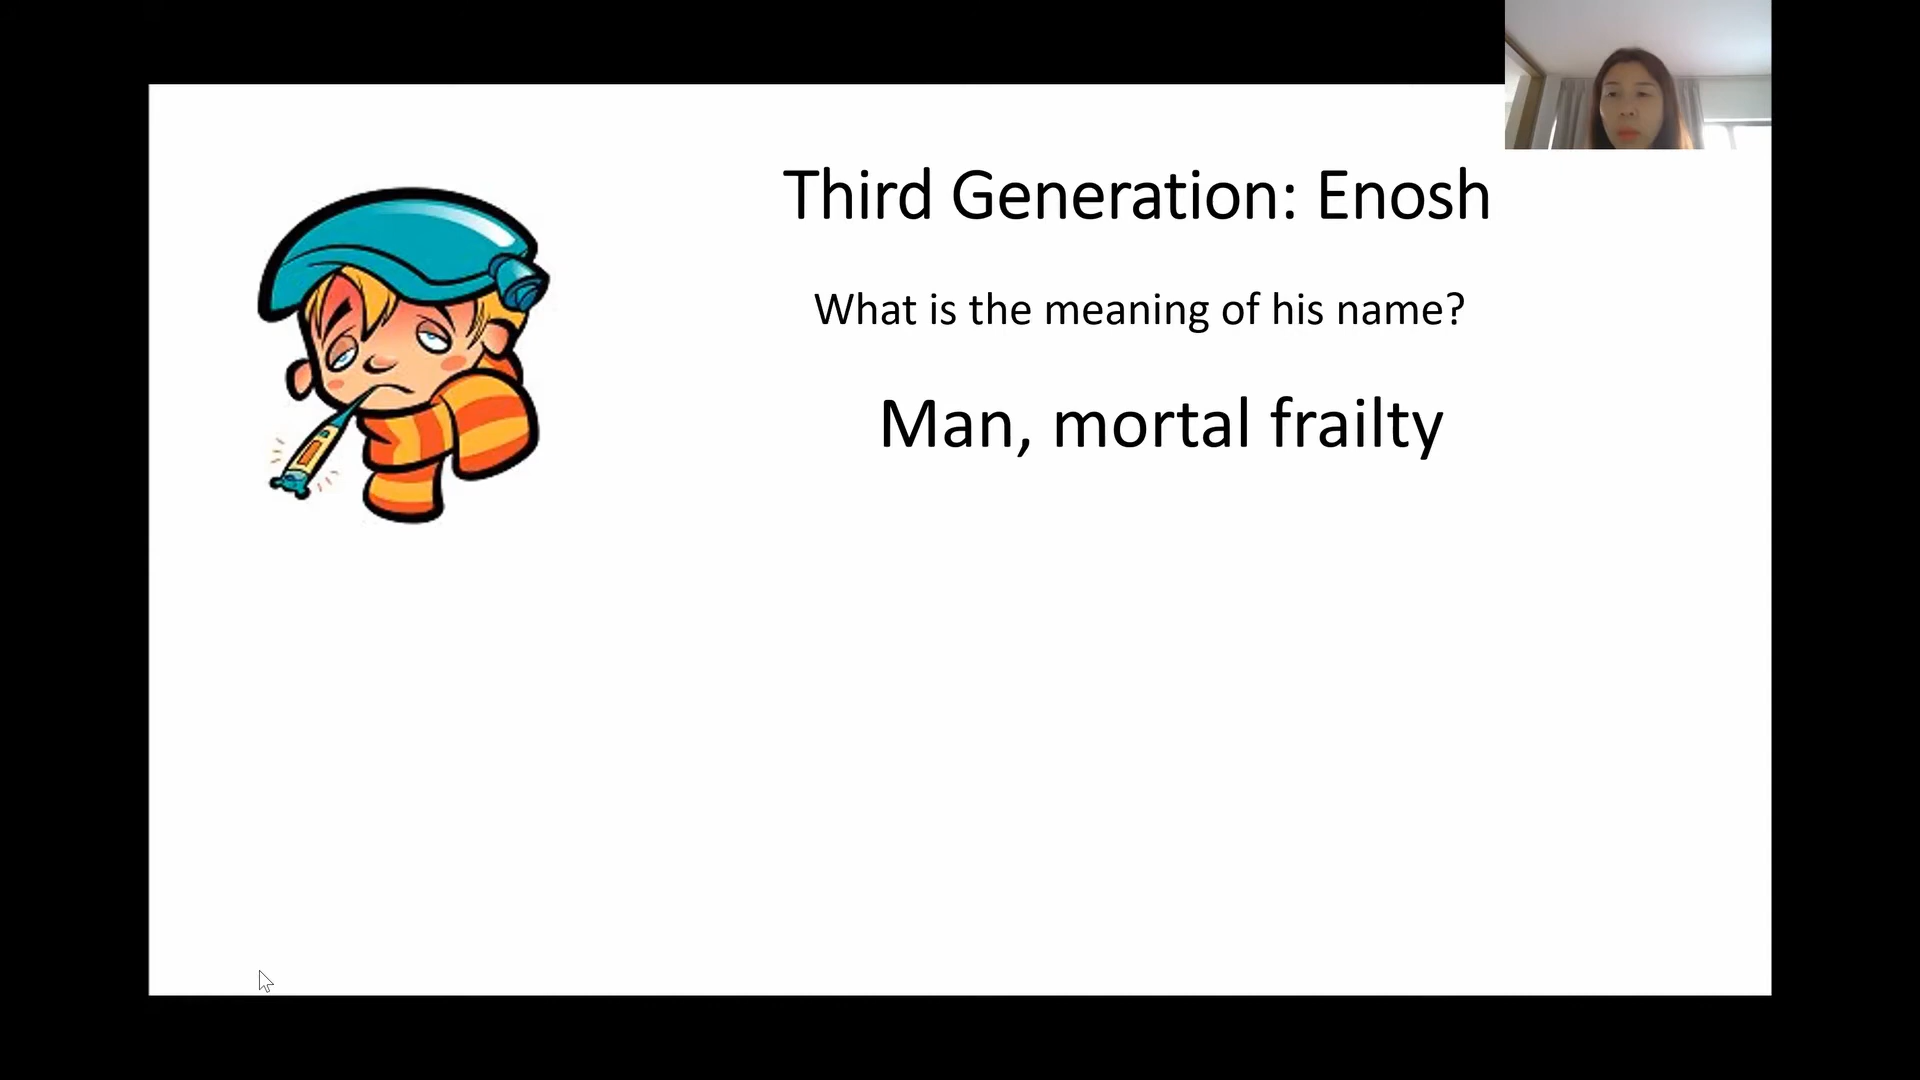 Third Generation: Enosh
What is the meaning of his name?
Man, mortal frailty